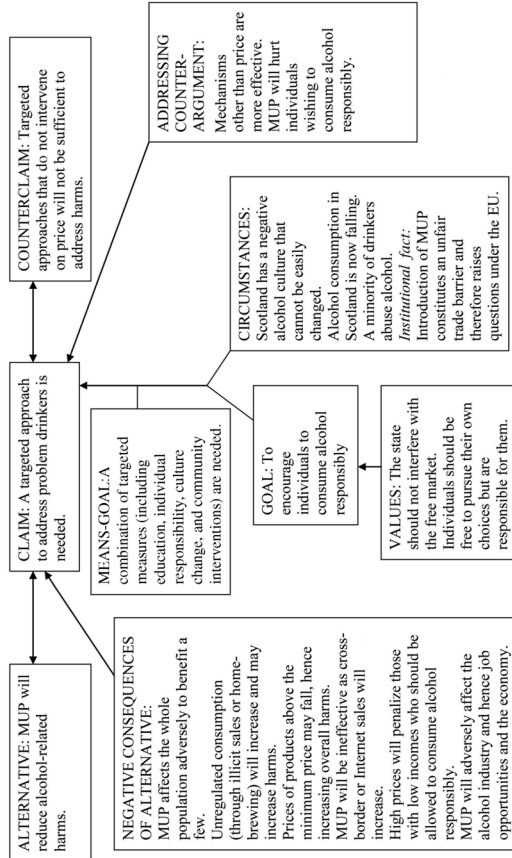 ALTERNATIVE: MUP will
reduce alcohol-related
harms.
CLAIM: A targeted approach
to address problem drinkers is
needed.
COUNTERCLAIM: Targeted
approaches that do not intervene
on price will not be sufficient to
address harms.
NEGATIVE CONSEQUENCES
OF ALTERNATIVE:
MUP affects the whole
population adversely to benefit a
few.
Unregulated consumption
(through illicit sales or home-
brewing) will increase and may
increase harms.
Prices of products above the
minimum price may fall, hence
increasing overall harms.
MUP will be ineffective as cross-
border or Internet sales will
increase.
High prices will penalize those
with low incomes who should be
allowed to consume alcohol
responsibly.
MUP will adversely affect the
alcohol industry and hence job
opportunities and the economy.
MEANS-GOAL:A
combination of targeted
measures (including
education, individual
responsibility, culture
change, and community
interventions) are needed.
GOAL: To
encourage
individuals to
consume alcohol
responsibly
VALUES: The state
should not interfere with
the free market.
Individuals should be
free to pursue their own
choices but are
responsible for them.
CIRCUMSTANCES:
Scotland has a negative
alcohol culture that
cannot be easily
changed.
Alcohol consumption in
Scotland is now falling.
A minority of drinkers
abuse alcohol.
Institutional fact:
Introduction of MUP
constitutes an unfair
trade barrier and
therefore raises
questions under the EU.
ADDRESSING
COUNTER-
ARGUMENT:
Mechanisms
other than price are
more effective.
MUP will hurt
individuals
wishing to
consume alcohol
responsibly.